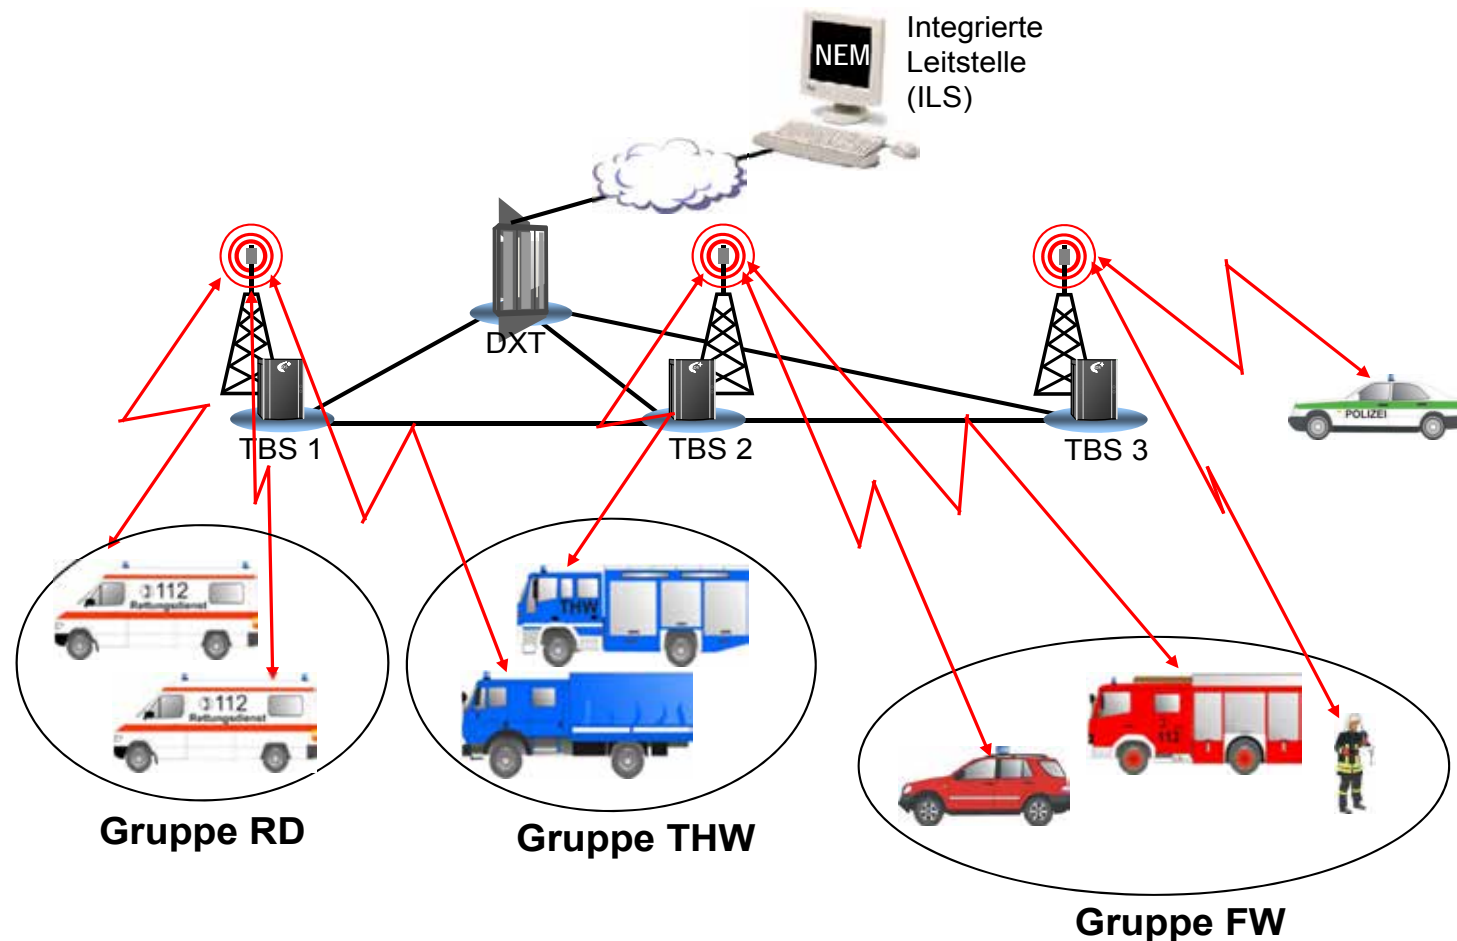 NEM
Integrierte
Leitstelle
(ILS)
DXT
TBS 1
TBS 2
TBS 3
POLIZEI
112
Rettungsdienst
112
Rettungsdienst
THW
112
Gruppe RD
Gruppe THW
Gruppe FW